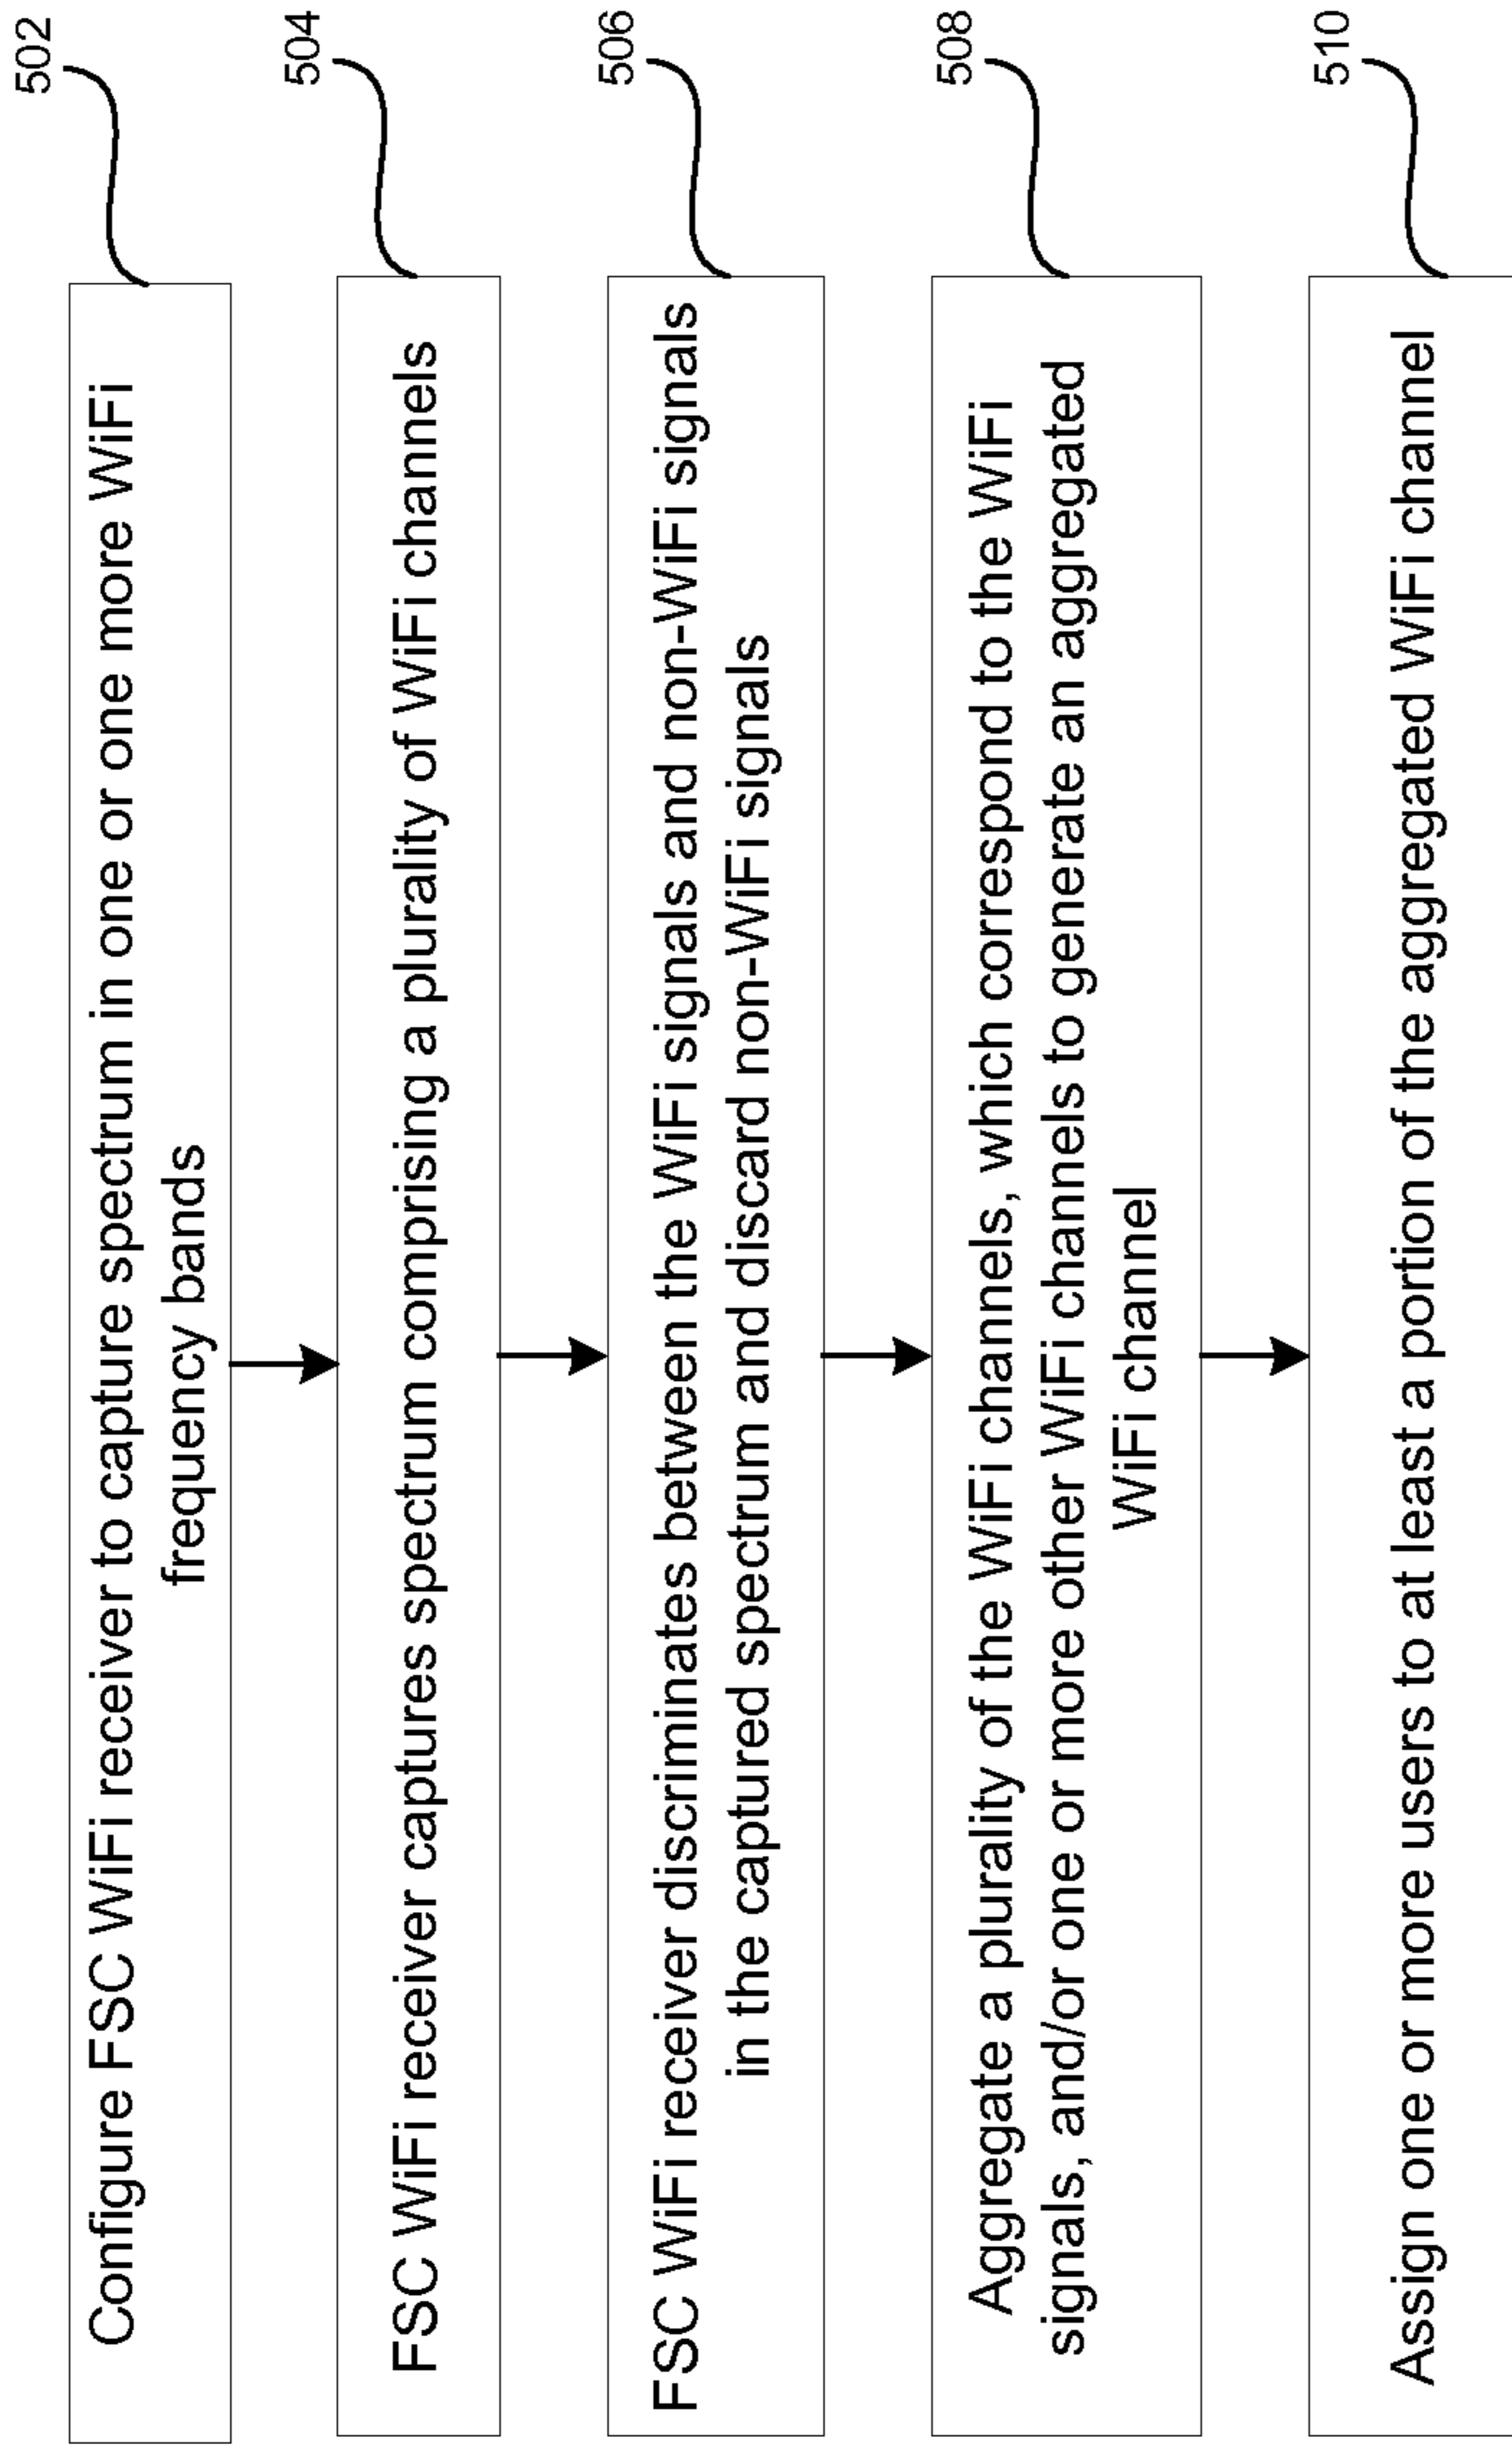 502
Configure FSC WiFi receiver to capture spectrum in one or one more WiFi
frequency bands
504
FSC WiFi receiver captures spectrum comprising a plurality of WiFi channels
506
FSC WiFi receiver discriminates between the WiFi signals and non-WiFi signals
in the captured spectrum and discard non-WiFi signals
508
Aggregate a plurality of the WiFi channels, which correspond to the WiFi
signals, and/or one or more other WiFi channels to generate an aggregated
WiFi channel
510
Assign one or more users to at least a portion of the aggregated WiFi channel